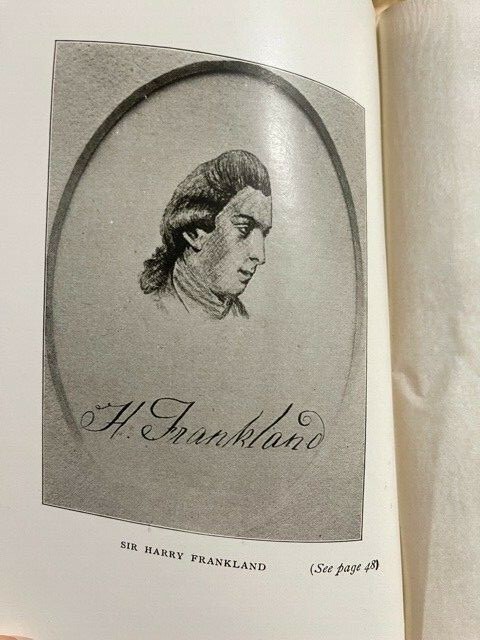 H. Frankland
SIR HARRY FRANKLAND (See page 48)